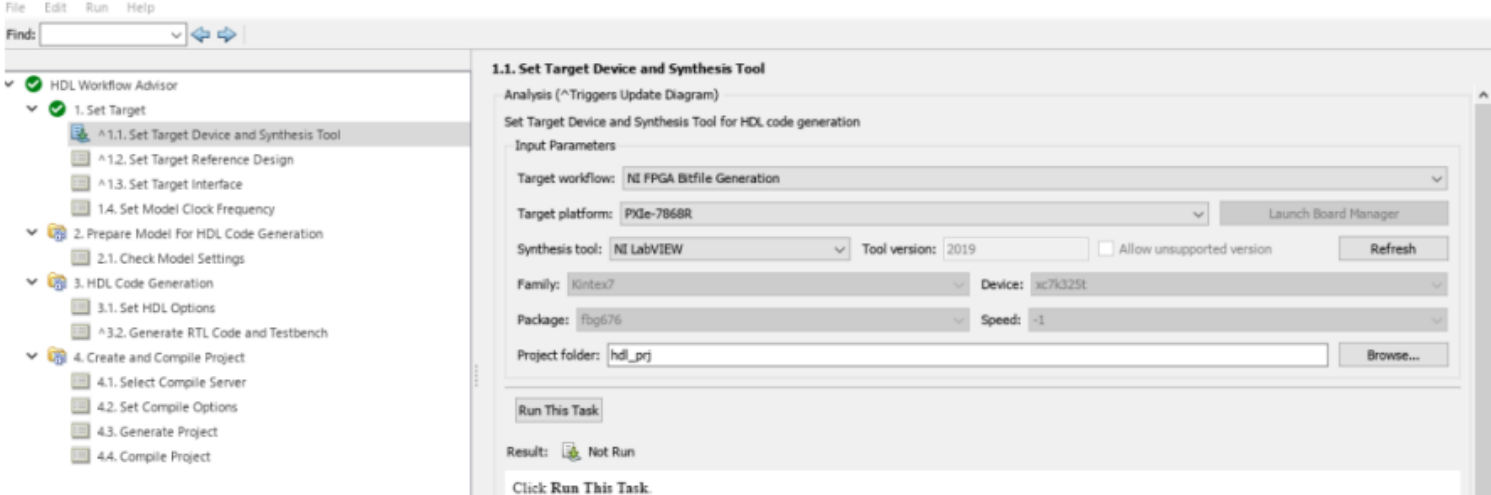 File Edit Run Help
Find:
HDL Workflow Advisor
1. Set Target
^1.1. Set Target Device and Synthesis Tool
^1.2. Set Target Reference Design
^1.3. Set Target Interface
1.4. Set Model Clock Frequency
2. Prepare Model For HDL Code Generation
2.1. Check Model Settings
3. HDL Code Generation
3.1. Set HDL Options
^3.2. Generate RTL Code and Testbench
4. Create and Compile Project
4.1. Select Compile Server
4.2. Set Compile Options
4.3. Generate Project
4.4. Compile Project
1.1. Set Target Device and Synthesis Tool
Analysis (^Triggers Update Diagram)
Set Target Device and Synthesis Tool for HDL code generation
Input Parameters
Target workflow: NI FPGA Bitfile Generation
Target platform: PXIe-7868R Launch Board Manager
Synthesis tool: NI LabVIEW Tool version: 2019 Allow unsupported version Refresh
Family: Kintex7 Device: xc7k325t
Package: fbg676 Speed: -1
Project folder: hdl_prj Browse...
Run This Task
Result: Not Run
Click Run This Task.